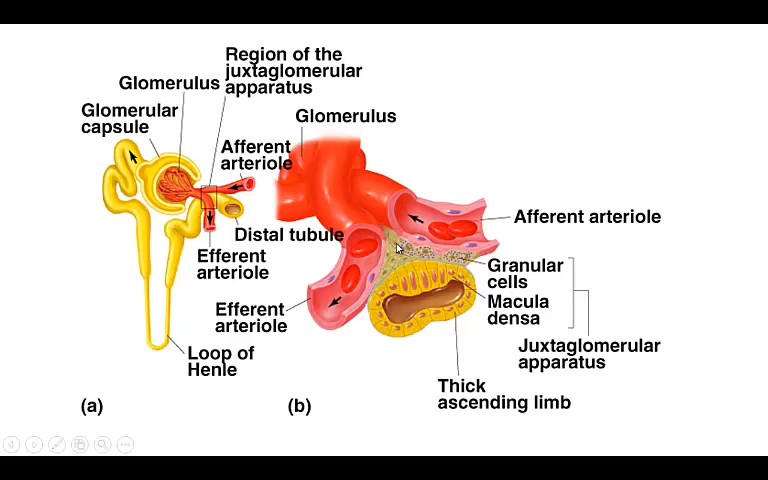 Region of the
juxtaglomerular
apparatus
Glomerulus
Glomerular
capsule
Afferent
arteriole
Distal tubule
Efferent
arteriole
Loop of
Henle
(a)
Glomerulus
Afferent arteriole
Granular
cells
Macula
densa
Juxtaglomerular
apparatus
Efferent
arteriole
Thick
ascending limb
(b)